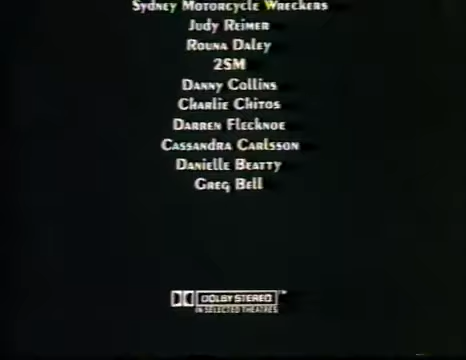 Sydney Motorcycle Wreckers
Judy Reimer
Rouna Daley
2SM
Danny Collins
Charlie Chitos
Darren Flecknoe
Cassandra Carlsson
Danielle Beatty
Greg Bell
DOLBY STEREO™
IN SELECTED THEATRES